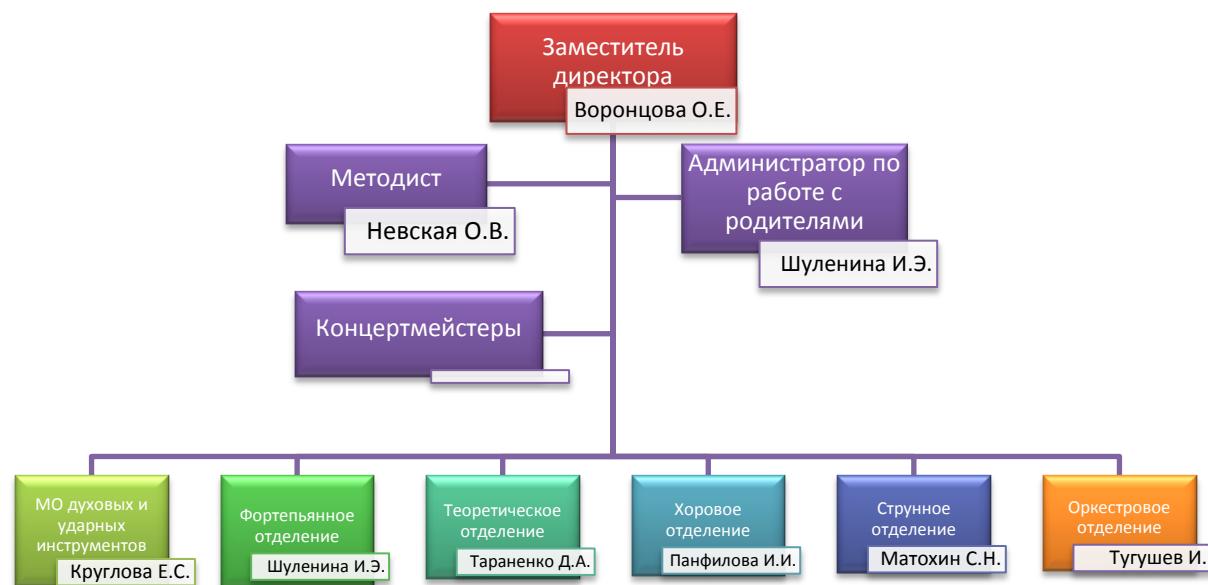 Заместитель
директора
Воронцова О.Е.
Методист
Невская О.В.
Администратор по
работе с
родителями
Шуленина И.Э.
Концертмейстеры
МО духовых и
ударных
инструментов
Круглова Е.С.
Фортепьянное
отделение
Шуленина И.Э.
Теоретическое
отделение
Тараненко Д.А.
Хоровое
отделение
Панфилова И.И.
Струнное
отделение
Матохин С.Н.
Оркестровое
отделение
Тугушев И.